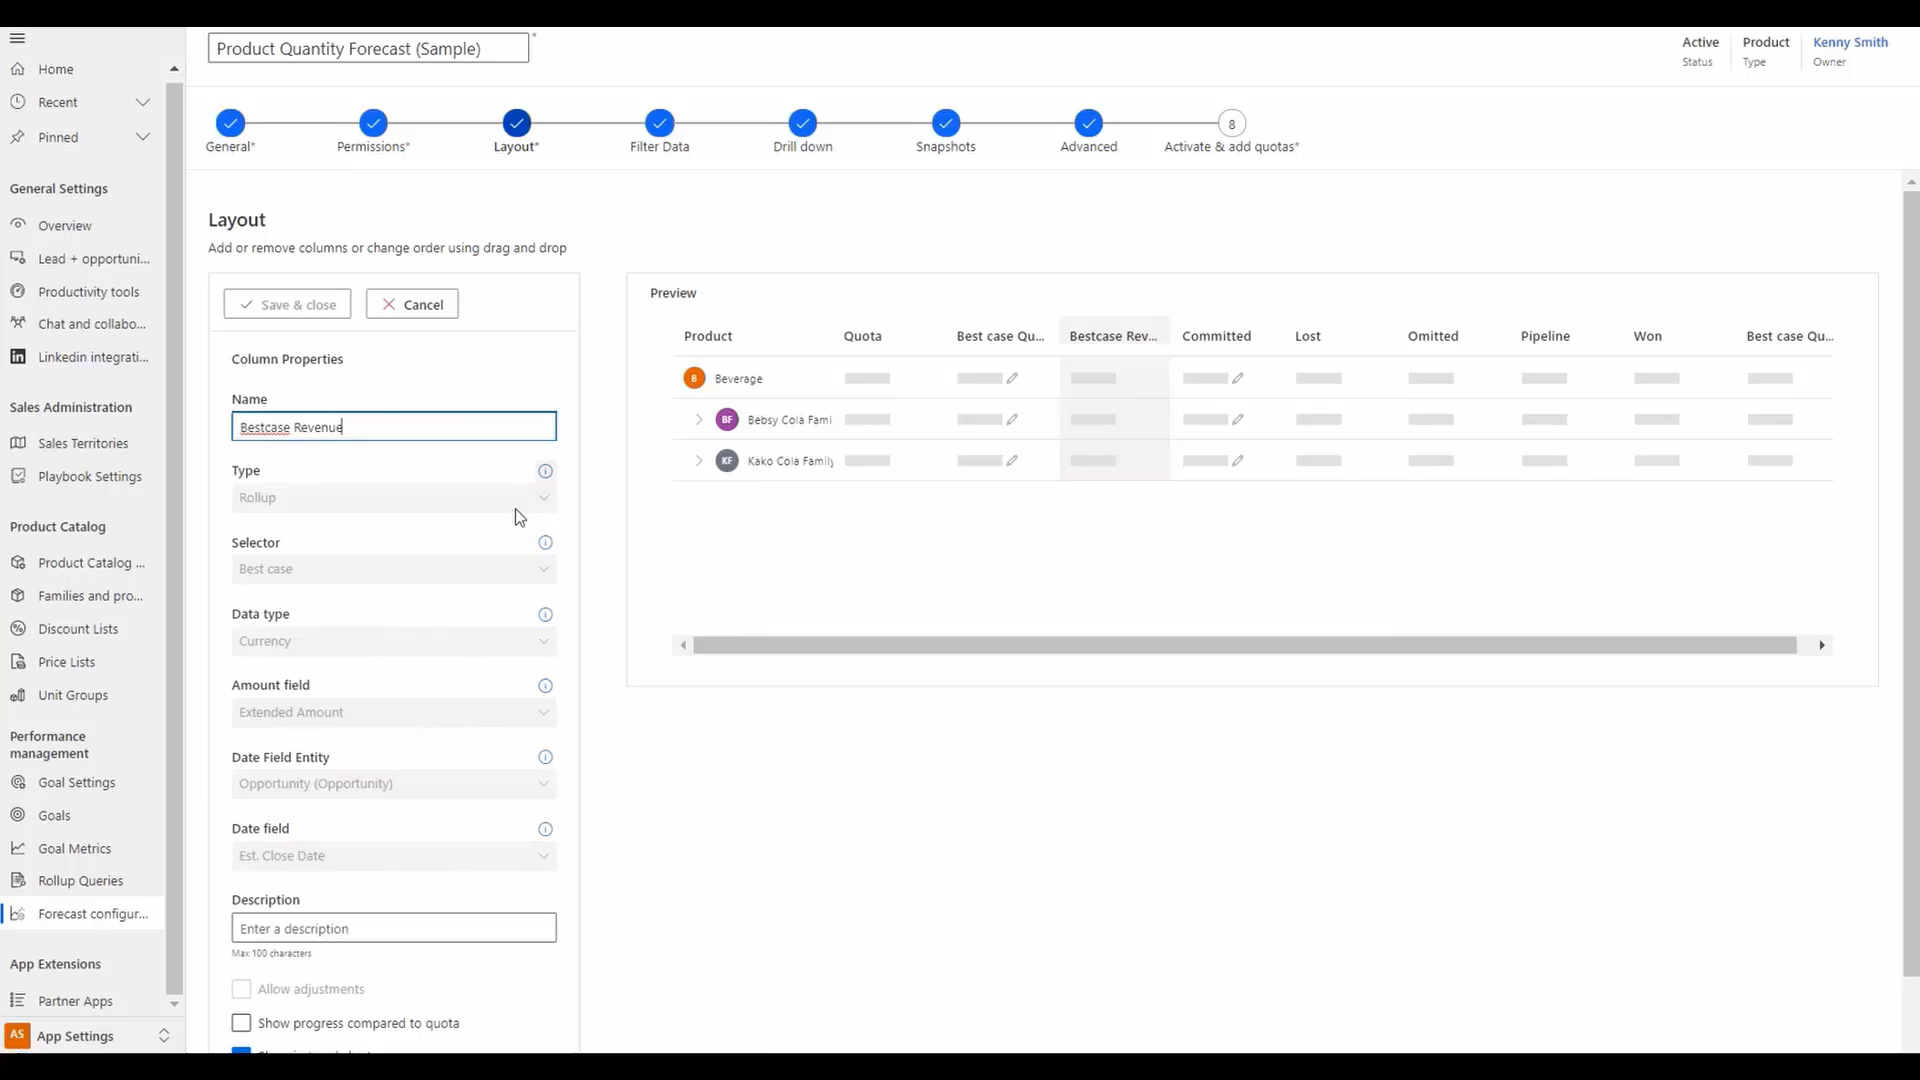 Product Quantity Forecast (Sample)
*
Active
Status
Product
Type
Kenny Smith
Owner
Home
Recent
Pinned
General Settings
Overview
Lead + opportuni...
Productivity tools
Chat and collabo...
Linkedin integrati...
Sales Administration
Sales Territories
Playbook Settings
Product Catalog
Product Catalog ...
Families and pro...
Discount Lists
Price Lists
Unit Groups
Performance
management
Goal Settings
Goals
Goal Metrics
Rollup Queries
Forecast configur...
App Extensions
Partner Apps
AS
App Settings
General*
Permissions*
Layout*
Filter Data
Drill down
Snapshots
Advanced
8
Activate & add quotas*
Layout
Add or remove columns or change order using drag and drop
Save & close
Cancel
Column Properties
Name
Bestcase Revenue
Type
Rollup
Selector
Best case
Data type
Currency
Amount field
Extended Amount
Date Field Entity
Opportunity (Opportunity)
Date field
Est. Close Date
Description
Enter a description
Max 100 characters
Allow adjustments
Show progress compared to quota
Preview
Product Quota Best case Qu... Bestcase Rev... Committed Lost Omitted Pipeline Won Best case Qu...
B Beverage
BF Bebsy Cola Fami
KF Kako Cola Family